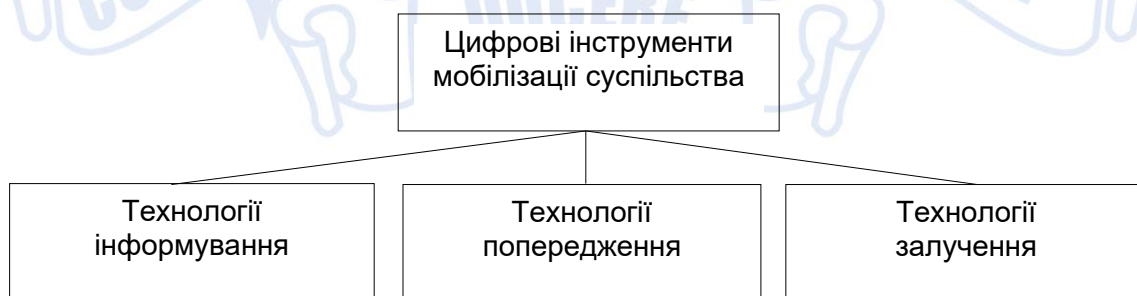 Цифрові інструменти
мобілізації суспільства
Технології
інформування
Технології
попередження
Технології
залучення